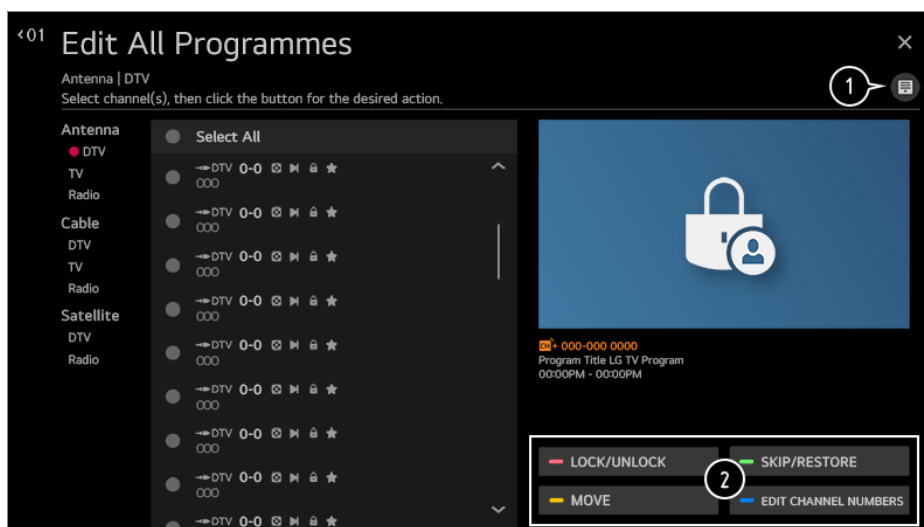 ‹01 Edit All Programmes
Antenna | DTV
Select channel(s), then click the button for the desired action.
1
Antenna
DTV
TV
Radio
Cable
DTV
TV
Radio
Satellite
DTV
Radio
Select All
DTV 0-0
000
DTV 0-0
000
DTV 0-0
000
DTV 0-0
000
DTV 0-0
000
DTV 0-0
000
DTV 0-0
000
DTV 0-0
000
DTV 0-0
CH+ 000-000 0000
Program Title LG TV Program
00:00PM - 00:00PM
LOCK/UNLOCK
SKIP/RESTORE
2
MOVE
EDIT CHANNEL NUMBERS